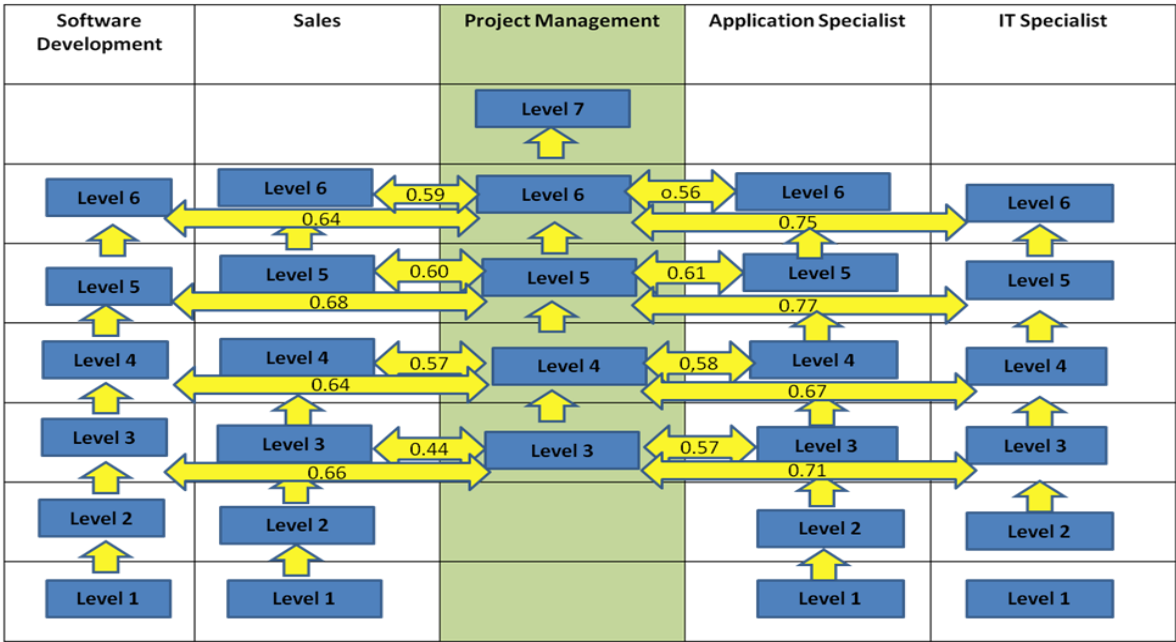 Software
Development
Sales
Project Management
Application Specialist
IT Specialist
Level 7
Level 6
Level 6
0.59
Level 6
o.56
Level 6
Level 6
0.64
0.75
Level 5
Level 5
0.60
Level 5
0.61
Level 5
Level 5
0.68
0.77
Level 4
Level 4
0.57
Level 4
0,58
Level 4
Level 4
0.64
0.67
Level 3
Level 3
0.44
Level 3
0.57
Level 3
Level 3
0.66
0.71
Level 2
Level 2
Level 2
Level 2
Level 1
Level 1
Level 1
Level 1